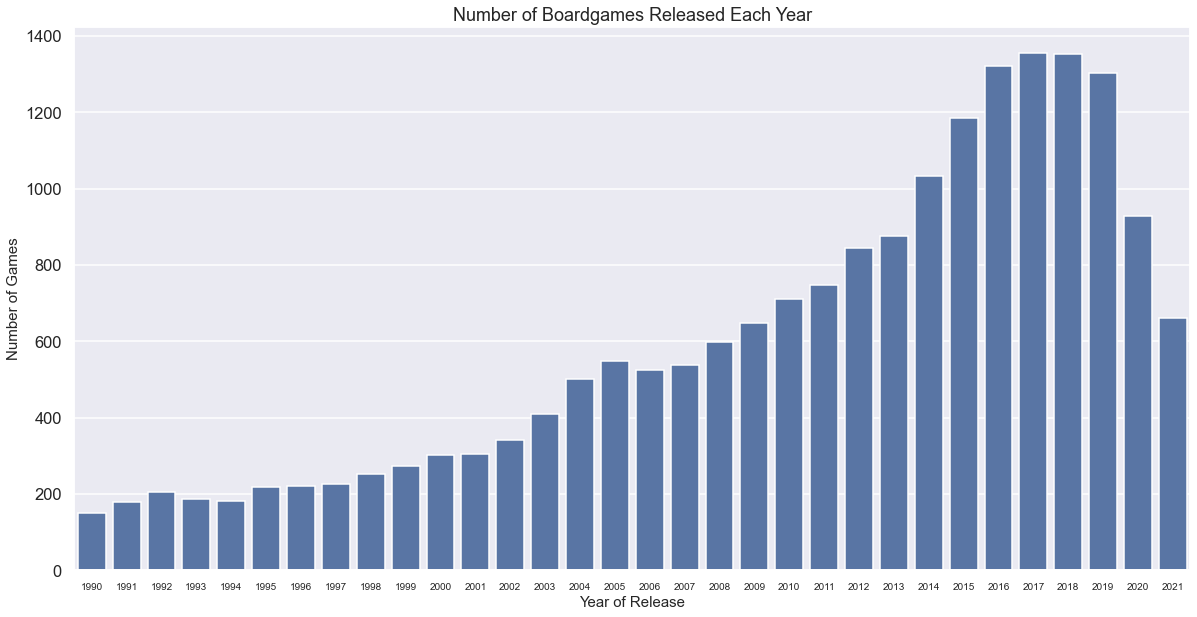 Number of Boardgames Released Each Year
Number of Games
1400
1200
1000
800
600
400
200
0
1990 1991 1992 1993 1994 1995 1996 1997 1998 1999 2000 2001 2002 2003 2004 2005 2006 2007 2008 2009 2010 2011 2012 2013 2014 2015 2016 2017 2018 2019 2020 2021
Year of Release